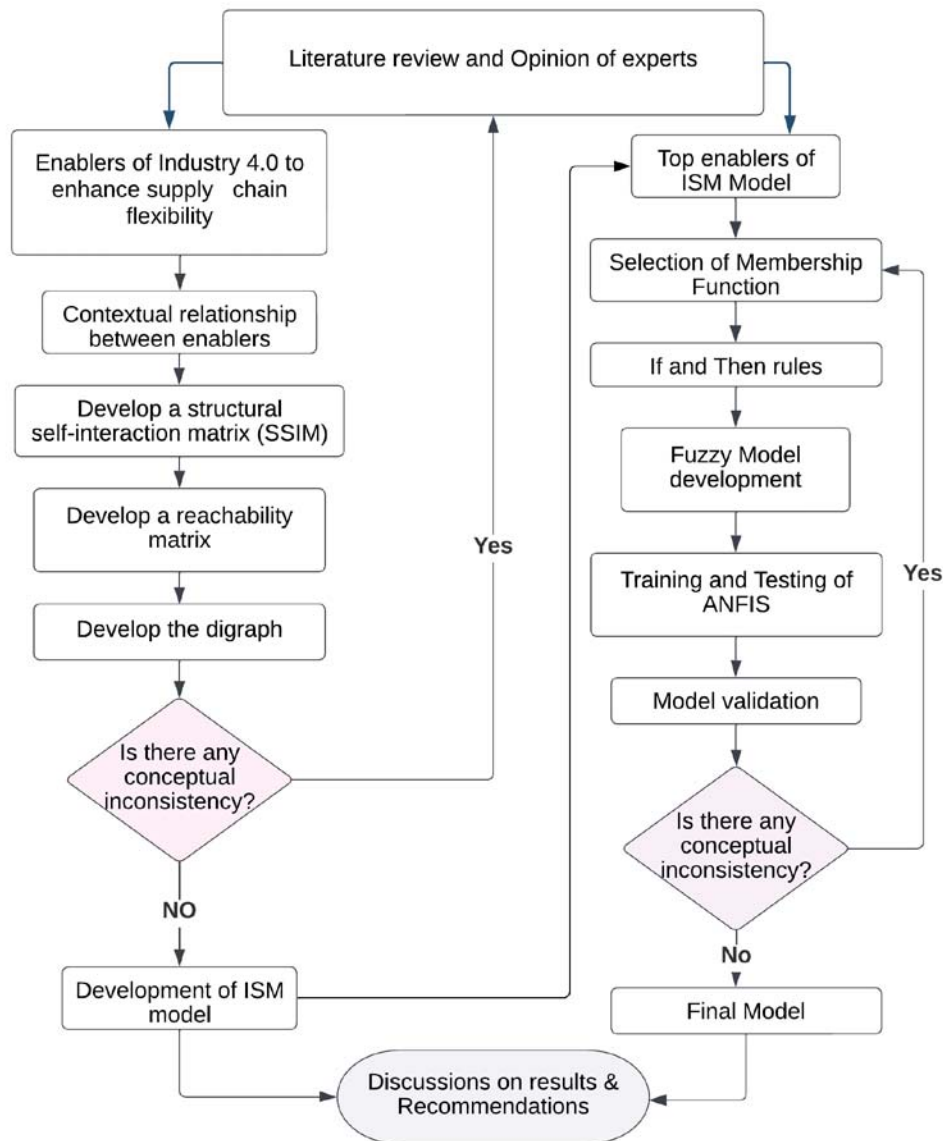 Literature review and Opinion of experts
Enablers of Industry 4.0 to
enhance supply chain
flexibility
Contextual relationship
between enablers
Develop a structural
self-interaction matrix (SSIM)
Develop a reachability
matrix
Develop the digraph
Is there any
conceptual
inconsistency?
Yes
NO
Development of ISM
model
Top enablers of
ISM Model
Selection of Membership
Function
If and Then rules
Fuzzy Model
development
Training and Testing of
ANFIS
Model validation
Is there any
conceptual
inconsistency?
Yes
No
Final Model
Discussions on results &
Recommendations